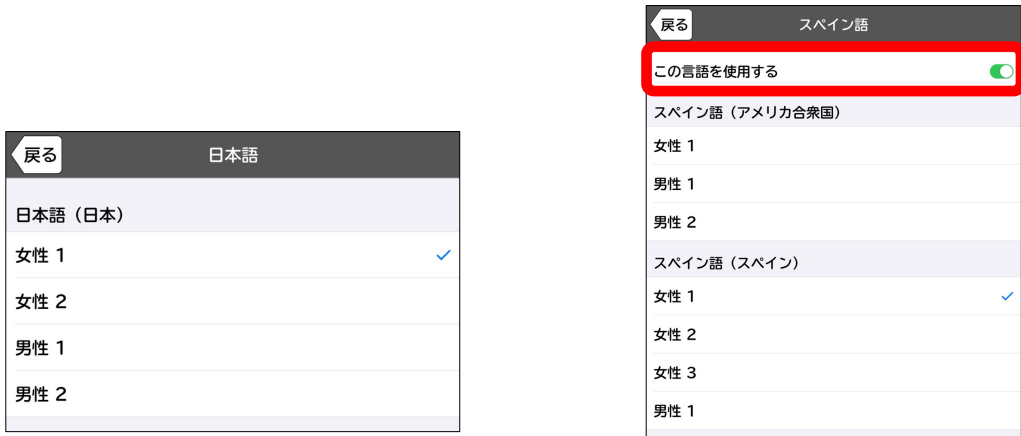 戻る
日本語
日本語（日本）
女性 1
女性 2
男性 1
男性 2
戻る
スペイン語
この言語を使用する
スペイン語（アメリカ合衆国）
女性 1
男性 1
男性 2
スペイン語（スペイン）
女性 1
女性 2
女性 3
男性 1